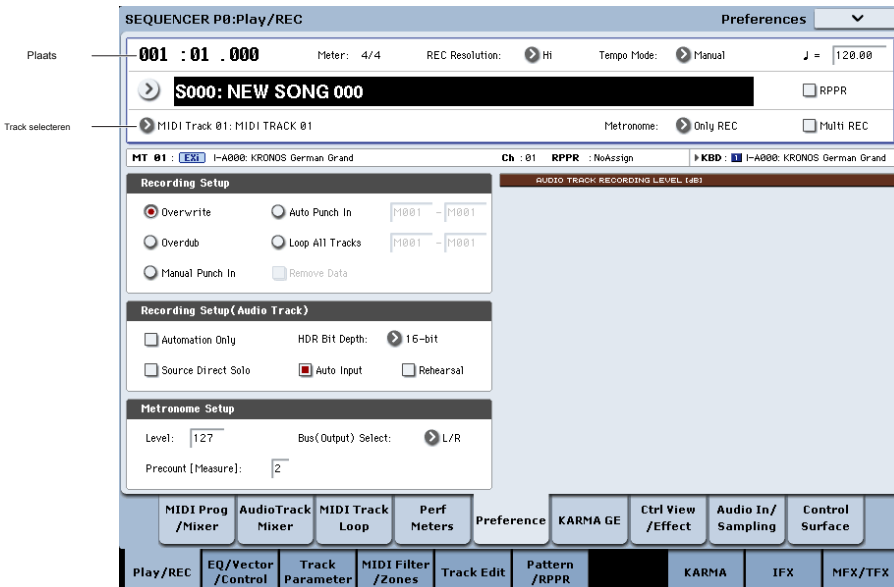 SEQUENCER P0:Play/REC Preferences
Plaats
001 :01 .000 Meter: 4/4 REC Resolution: Hi Tempo Mode: Manual ♩ = 120.00
S000: NEW SONG 000 RPPR
Track selecteren
MIDI Track 01: MIDI TRACK 01 Metronome: Only REC Multi REC
MT 01 : EXi I-A000: KRONOS German Grand Ch :01 RPPR : NoAssign KBD : 1 I-A000: KRONOS German Grand
Recording Setup
AUDIO TRACK RECORDING LEVEL [dB]
Overwrite Auto Punch In M001 - M001
Overdub Loop All Tracks M001 - M001
Manual Punch In Remove Data
Recording Setup(Audio Track)
Automation Only HDR Bit Depth: 16-bit
Source Direct Solo Auto Input Rehearsal
Metronome Setup
Level: 127 Bus(Output) Select: L/R
Precount [Measure]: 2
MIDI Prog /Mixer AudioTrack Mixer MIDI Track Loop Perf Meters Preference KARMA GE Ctrl View /Effect Audio In/ Sampling Control Surface
Play/REC EQ/Vector /Control Track Parameter MIDI Filter /Zones Track Edit Pattern /RPPR KARMA IFX MFX/TFX